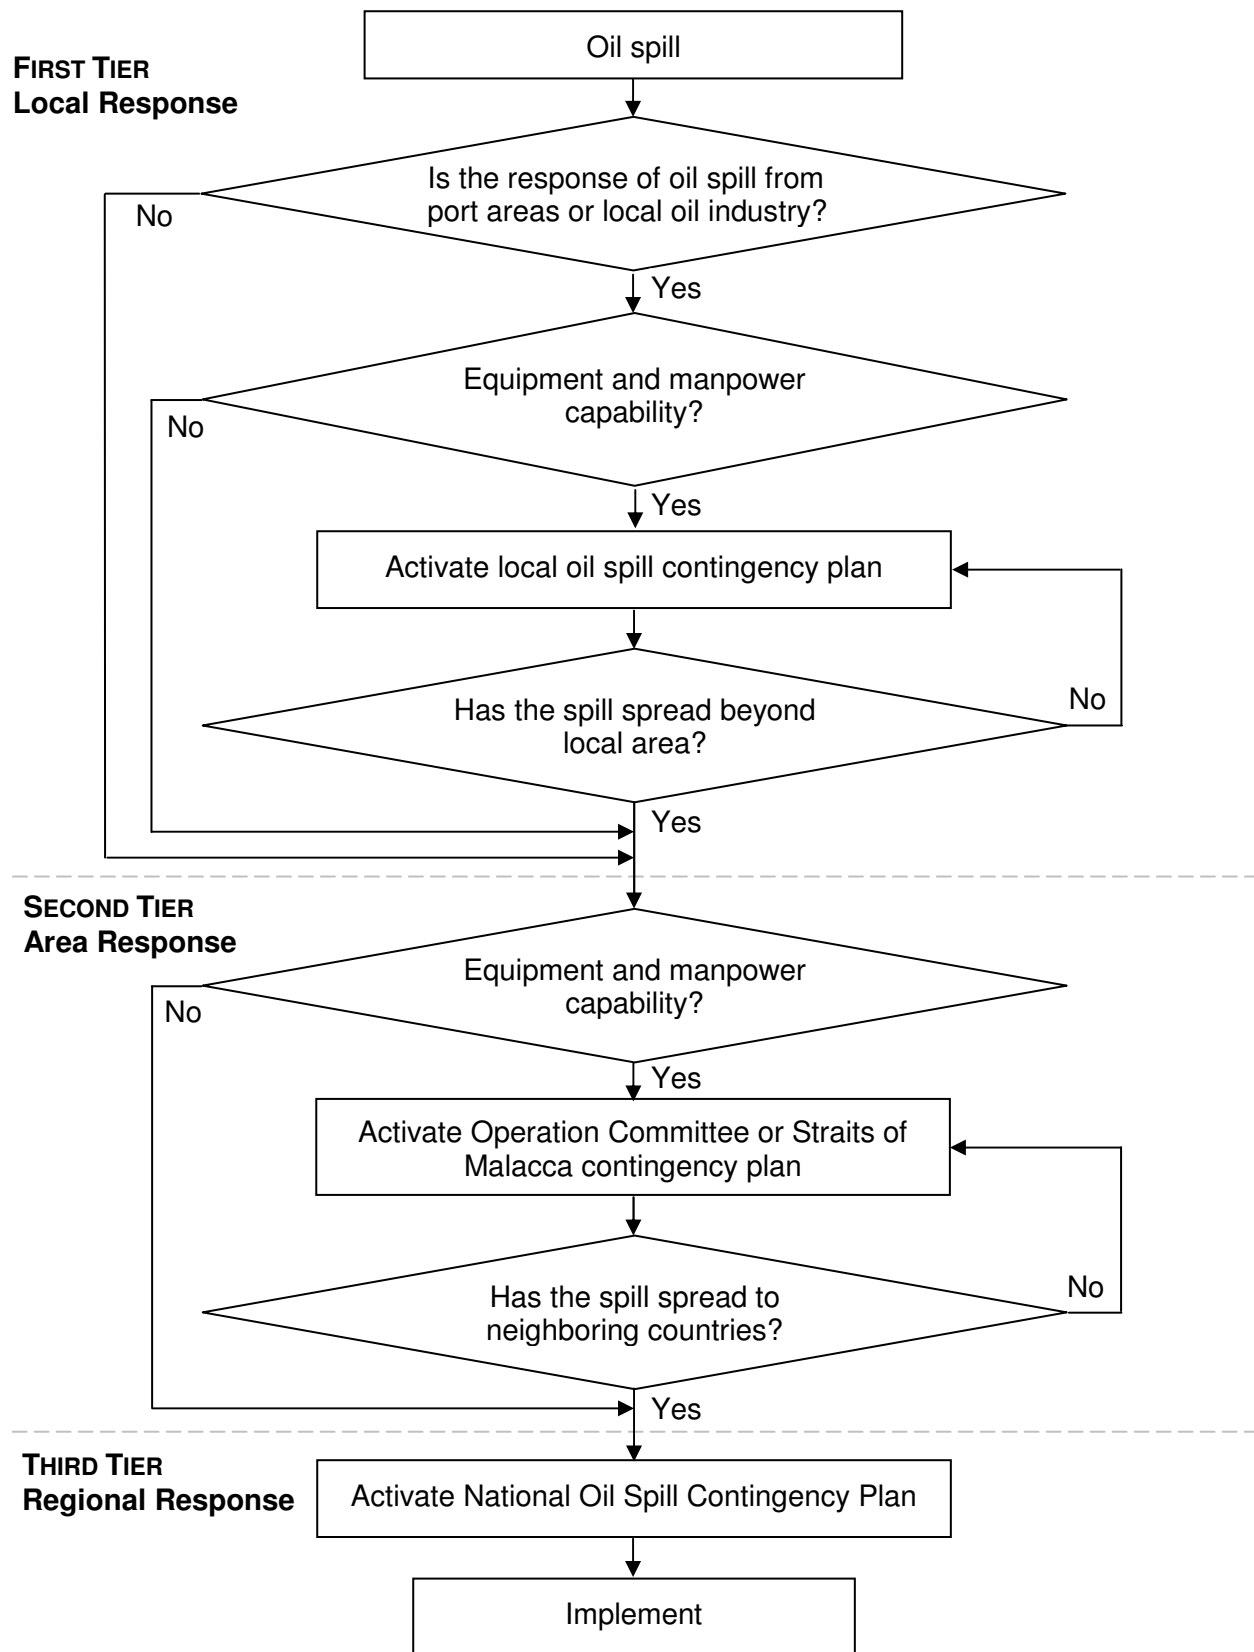 Oil spill
FIRST TIER
Local Response
Is the response of oil spill from
port areas or local oil industry?
No
Yes
Equipment and manpower
capability?
No
Yes
Activate local oil spill contingency plan
Has the spill spread beyond
local area?
No
Yes
SECOND TIER
Area Response
Equipment and manpower
capability?
No
Yes
Activate Operation Committee or Straits of
Malacca contingency plan
Has the spill spread to
neighboring countries?
No
Yes
THIRD TIER
Regional Response
Activate National Oil Spill Contingency Plan
Implement